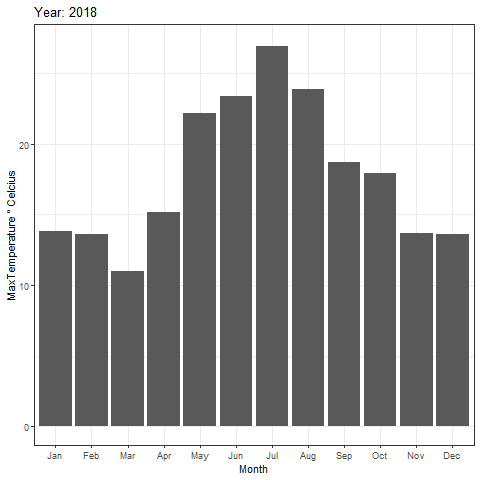 Year: 2018
MaxTemperature " Celcius
20
10
0
Jan Feb Mar Apr May Jun Jul Aug Sep Oct Nov Dec
Month